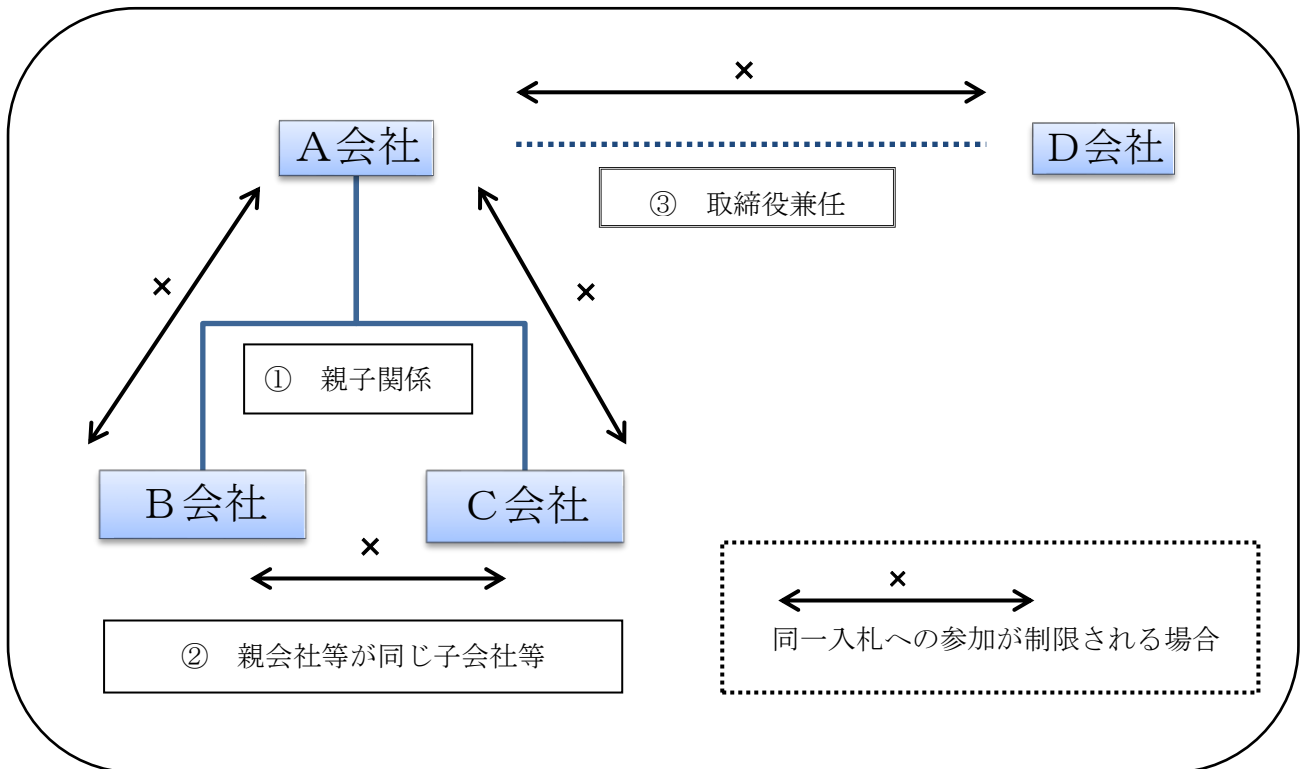 ×
A会社
D会社
③ 取締役兼任
×
×
① 親子関係
B会社
C会社
×
② 親会社等が同じ子会社等
×
同一入札への参加が制限される場合